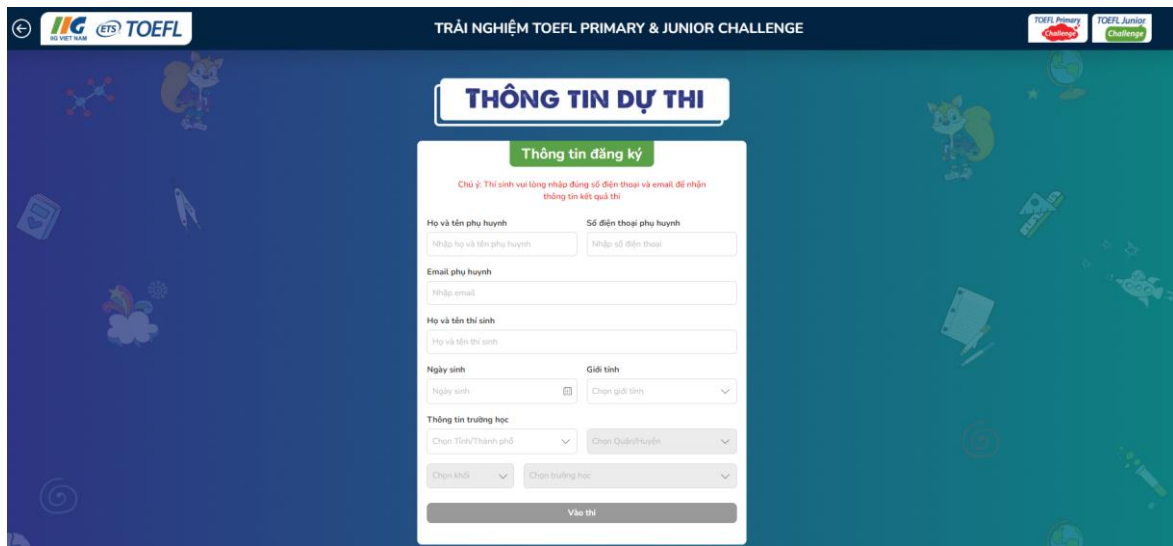 IIG
IIG VIET NAM
ETS TOEFL
TRẢI NGHIỆM TOEFL PRIMARY & JUNIOR CHALLENGE
TOEFL Primary
Challenge
TOEFL Junior
Challenge
THÔNG TIN DỰ THI
Thông tin đăng ký
Chú ý: Thí sinh vui lòng nhập đúng số điện thoại và email để nhận
thông tin kết quả thi
Họ và tên phụ huynh
Số điện thoại phụ huynh
Nhập họ và tên phụ huynh
Nhập số điện thoại
Email phụ huynh
Nhập email
Họ và tên thí sinh
Họ và tên thí sinh
Ngày sinh
Giới tính
Ngày sinh
Chọn giới tính
Thông tin trường học
Chọn Tỉnh/Thành phố
Chọn Quận/Huyện
Chọn khối
Chọn trường học
Vào thi